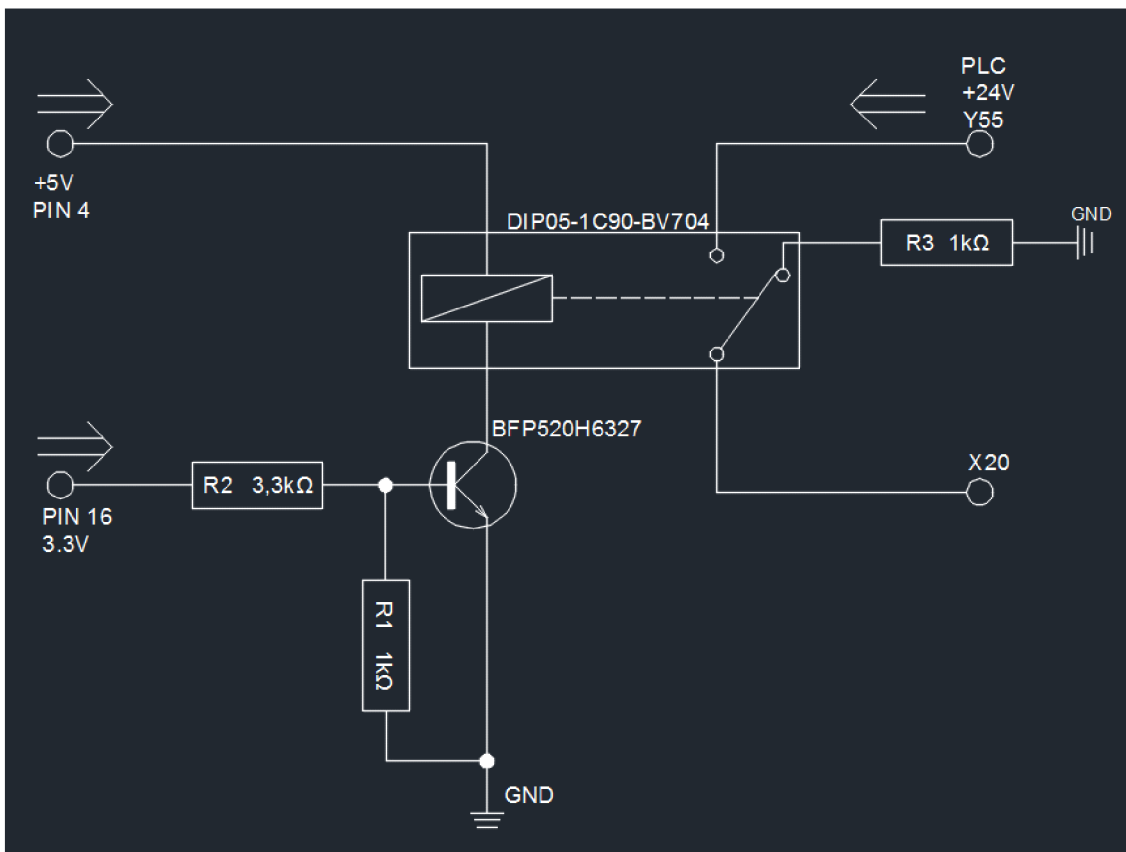 PLC
+24V
Y55
+5V
PIN 4
DIP05-1C90-BV704
GND
R3 1kΩ
BFP520H6327
X20
R2 3,3kΩ
PIN 16
3.3V
R1 1kΩ
GND